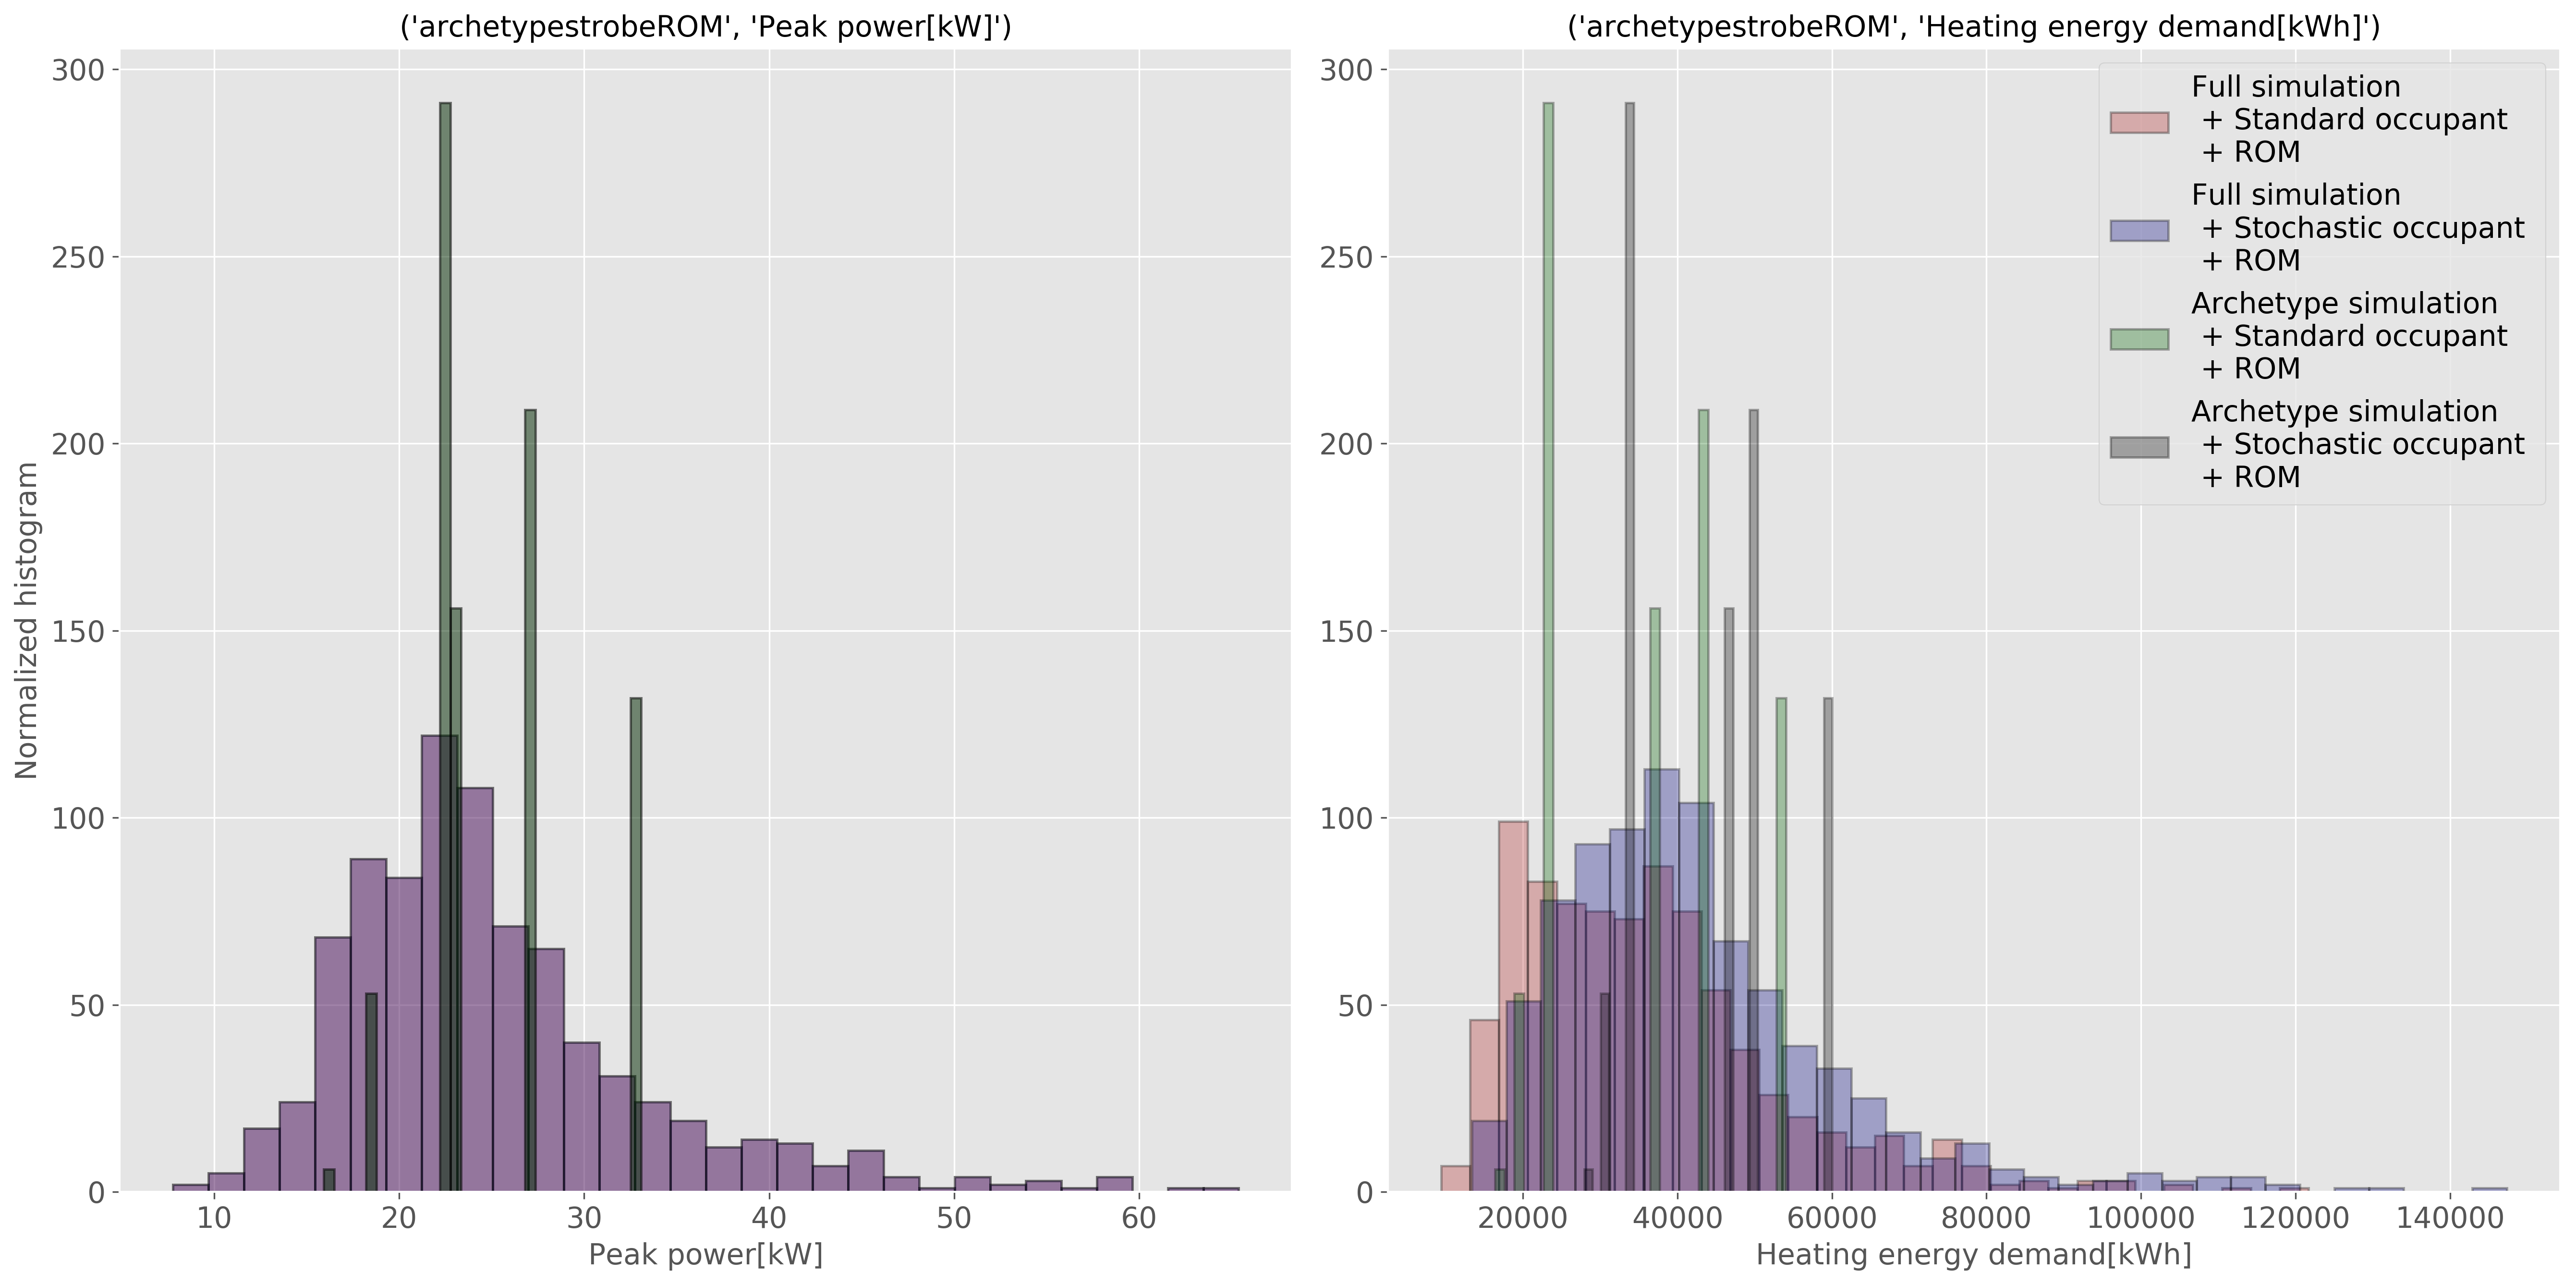 ('archetypestrobeROM', 'Peak power[kW]')
300
250
200
150
100
50
0
Normalized histogram
10 20 30 40 50 60
Peak power[kW]
('archetypestrobeROM', 'Heating energy demand[kWh]')
300
250
200
150
100
50
0
20000 40000 60000 80000 100000 120000 140000
Heating energy demand[kWh]
Full simulation
+ Standard occupant
+ ROM
Full simulation
+ Stochastic occupant
+ ROM
Archetype simulation
+ Standard occupant
+ ROM
Archetype simulation
+ Stochastic occupant
+ ROM